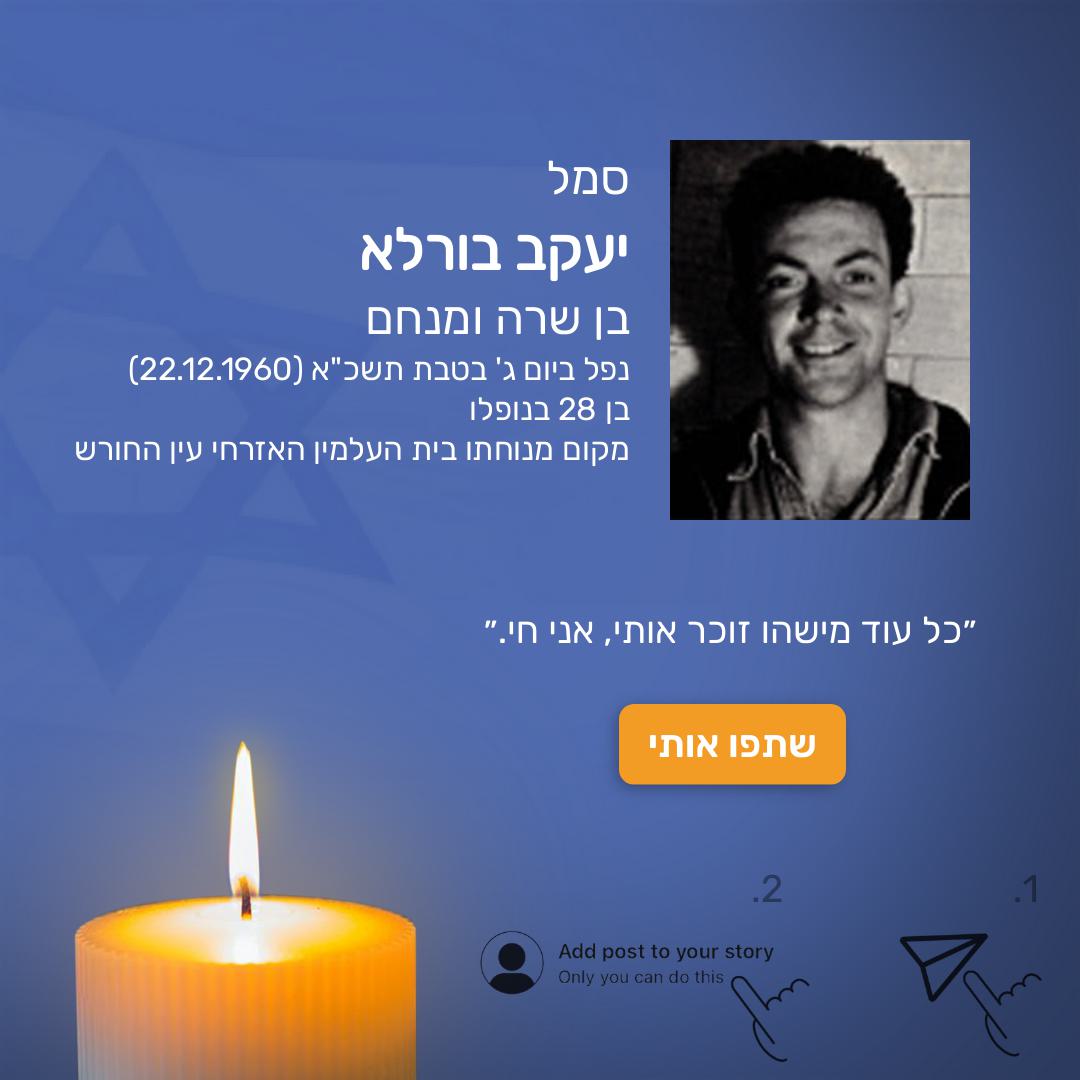 סמל
יעקב בורלא
בן שרה ומנחם
נפל ביום ג' בטבת תשכ"א (22.12.1960)
בן 28 בנופלו
מקום מנוחתו בית העלמין האזרחי עין החורש
״כל עוד מישהו זוכר אותי, אני חי.״
שתפו אותי
1.
2.
Add post to your story
Only you can do this